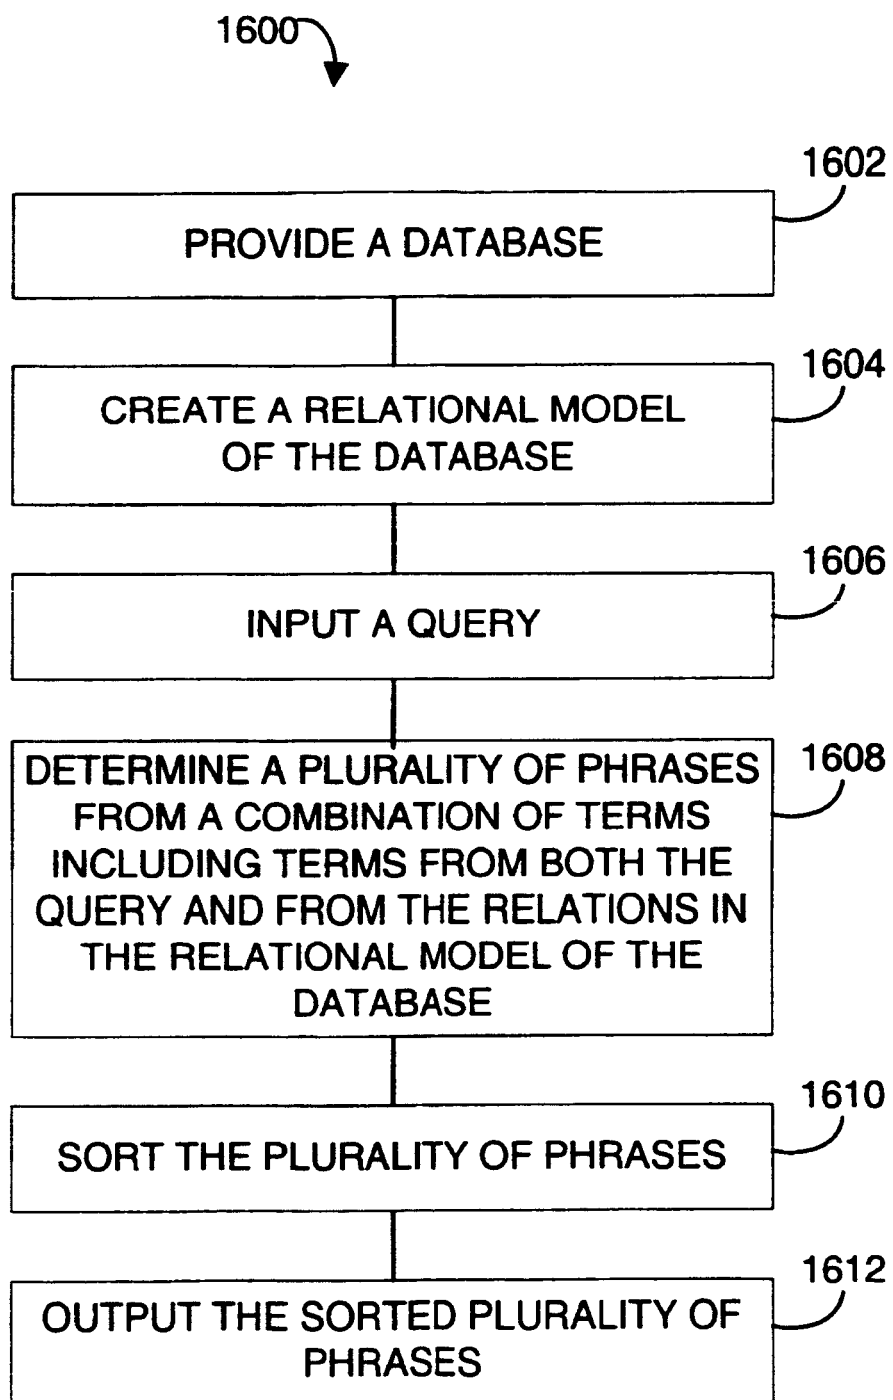 1600
1602
PROVIDE A DATABASE
1604
CREATE A RELATIONAL MODEL
OF THE DATABASE
1606
INPUT A QUERY
1608
DETERMINE A PLURALITY OF PHRASES
FROM A COMBINATION OF TERMS
INCLUDING TERMS FROM BOTH THE
QUERY AND FROM THE RELATIONS IN
THE RELATIONAL MODEL OF THE
DATABASE
1610
SORT THE PLURALITY OF PHRASES
1612
OUTPUT THE SORTED PLURALITY OF
PHRASES